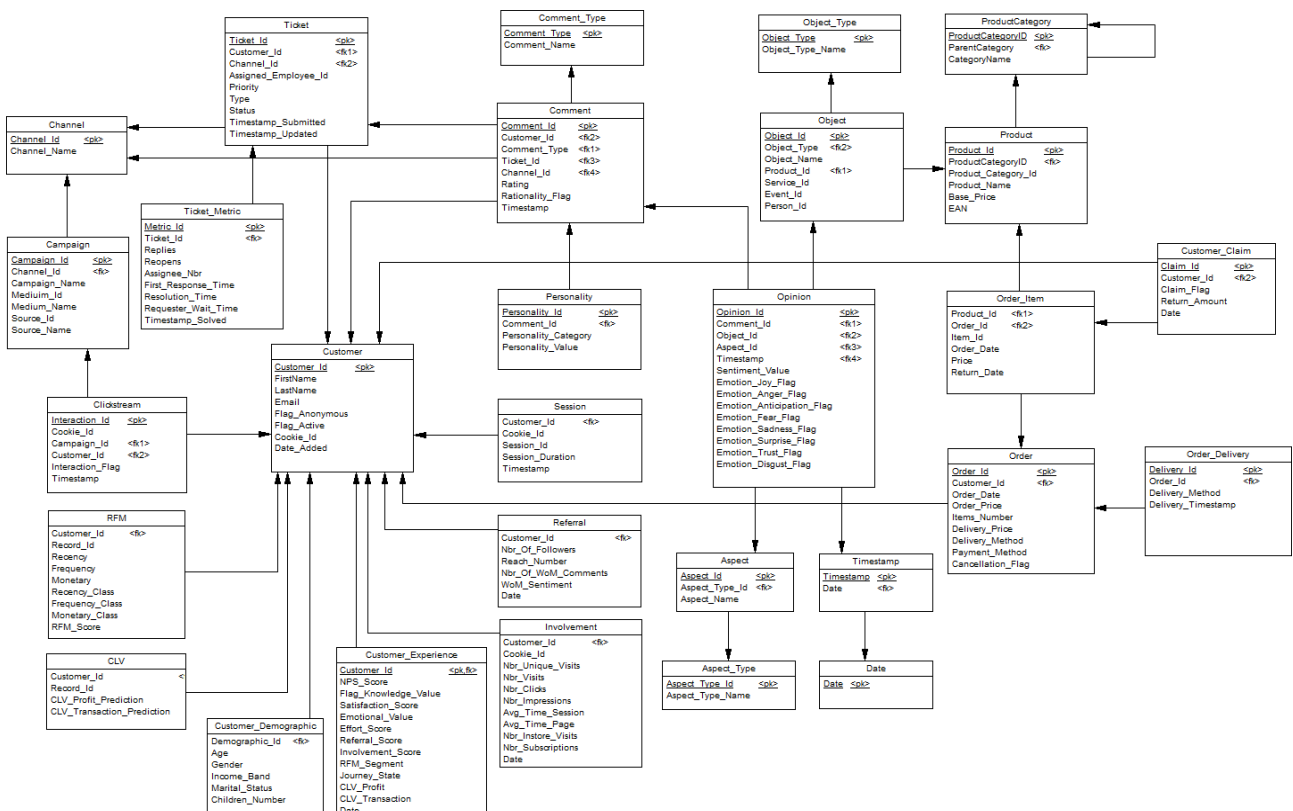 Ticket
Ticket_Id <pk>
Customer_Id <fk1>
Channel_Id <fk2>
Assigned_Employee_Id
Priority
Type
Status
Timestamp_Submitted
Timestamp_Updated
Comment_Type
Comment_Type <pk>
Comment_Name
Object_Type
Object_Type <pk>
Object_Type_Name
ProductCategory
ProductCategoryID <pk>
ParentCategory <fk>
CategoryName
Channel
Channel_Id <pk>
Channel_Name
Comment
Comment_Id <pk>
Customer_Id <fk2>
Comment_Type <fk1>
Ticket_Id <fk3>
Channel_Id <fk4>
Rating
Rationality_Flag
Timestamp
Object
Object_Id <pk>
Object_Type <fk2>
Object_Name
Product_Id <fk1>
Service_Id
Event_Id
Person_Id
Product
Product_Id <pk>
ProductCategoryID <fk>
Product_Category_Id
Product_Name
Base_Price
EAN
Ticket_Metric
Metric_Id <pk>
Ticket_Id <fk>
Replies
Reopens
Assignee_Nbr
First_Response_Time
Resolution_Time
Requester_Wait_Time
Timestamp_Solved
Campaign
Campaign_Id <pk>
Channel_Id <fk>
Campaign_Name
Mediuim_Id
Medium_Name
Source_Id
Source_Name
Customer_Claim
Claim_Id <pk>
Customer_Id <fk2>
Claim_Flag
Return_Amount
Date
Personality
Personality_Id <pk>
Comment_Id <fk>
Personality_Category
Personality_Value
Opinion
Opinion_Id <pk>
Comment_Id <fk1>
Object_Id <fk2>
Aspect_Id <fk3>
Timestamp <fk4>
Sentiment_Value
Emotion_Joy_Flag
Emotion_Anger_Flag
Emotion_Anticipation_Flag
Emotion_Fear_Flag
Emotion_Sadness_Flag
Emotion_Surprise_Flag
Emotion_Trust_Flag
Emotion_Disgust_Flag
Order_Item
Product_Id <fk1>
Order_Id <fk2>
Item_Id
Order_Date
Price
Return_Date
Customer
Customer_Id <pk>
FirstName
LastName
Email
Flag_Anonymous
Flag_Active
Cookie_Id
Date_Added
Clickstream
Interaction_Id <pk>
Cookie_Id
Campaign_Id <fk1>
Customer_Id <fk2>
Interaction_Flag
Timestamp
Session
Customer_Id <fk>
Cookie_Id
Session_Id
Session_Duration
Timestamp
Order
Order_Id <pk>
Customer_Id <fk>
Order_Date
Order_Price
Items_Number
Delivery_Price
Delivery_Method
Payment_Method
Cancellation_Flag
Order_Delivery
Delivery_Id <pk>
Order_Id <fk>
Delivery_Method
Delivery_Timestamp
RFM
Customer_Id <fk>
Record_Id
Recency
Frequency
Monetary
Recency_Class
Frequency_Class
Monetary_Class
RFM_Score
Referral
Customer_Id <fk>
Nbr_Of_Followers
Reach_Number
Nbr_Of_WoM_Comments
WoM_Sentiment
Date
Aspect
Aspect_Id <pk>
Aspect_Type_Id <fk>
Aspect_Name
Timestamp
Timestamp <pk>
Date <fk>
Involvement
Customer_Id <fk>
Cookie_Id
Nbr_Unique_Visits
Nbr_Visits
Nbr_Clicks
Nbr_Impressions
Avg_Time_Session
Avg_Time_Page
Nbr_Instore_Visits
Nbr_Subscriptions
Date
CLV
Customer_Id <
Record_Id
CLV_Profit_Prediction
CLV_Transaction_Prediction
Customer_Experience
Customer_Id <pk,fk>
NPS_Score
Flag_Knowledge_Value
Satisfaction_Score
Emotional_Value
Effort_Score
Referral_Score
Involvement_Score
RFM_Segment
Journey_State
CLV_Profit
CLV_Transaction
Date
Aspect_Type
Aspect_Type_Id <pk>
Aspect_Type_Name
Date
Date <pk>
Customer_Demographic
Demographic_Id <fk>
Age
Gender
Income_Band
Marital_Status
Children_Number